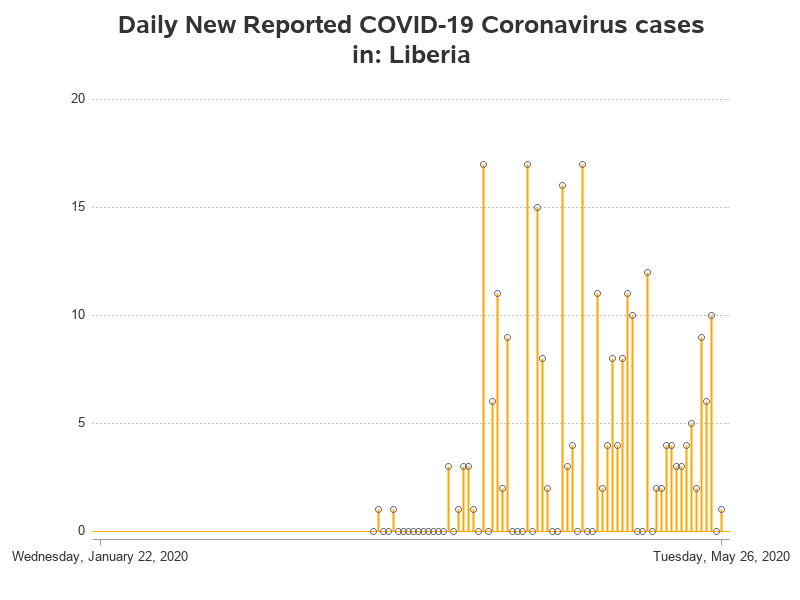 Daily New Reported COVID-19 Coronavirus cases
in: Liberia
20
15
10
5
0
Wednesday, January 22, 2020 Tuesday, May 26, 2020